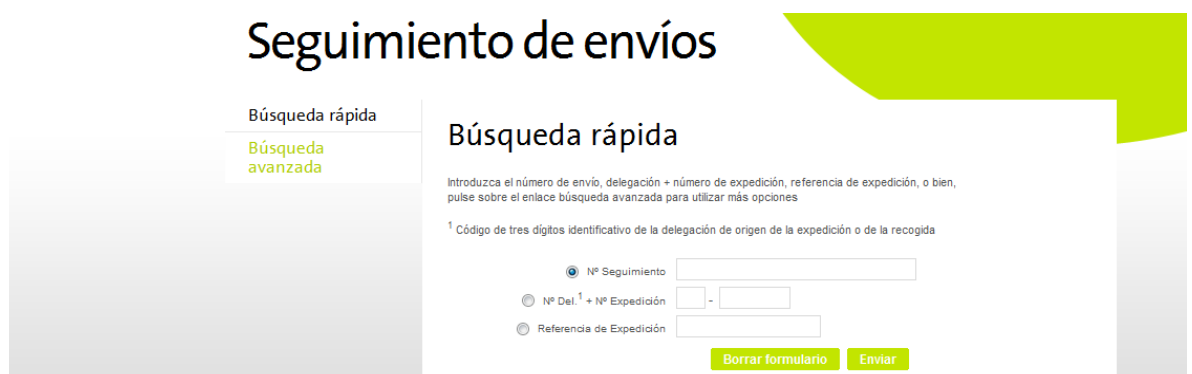 Seguimiento de envíos
Búsqueda rápida
Búsqueda
avanzada
Búsqueda rápida
Introduzca el número de envío, delegación + número de expedición, referencia de expedición, o bien,
pulse sobre el enlace búsqueda avanzada para utilizar más opciones
¹ Código de tres dígitos identificativo de la delegación de origen de la expedición o de la recogida
Nº Seguimiento
Nº Del.¹ + Nº Expedición -
Referencia de Expedición
Borrar formulario Enviar